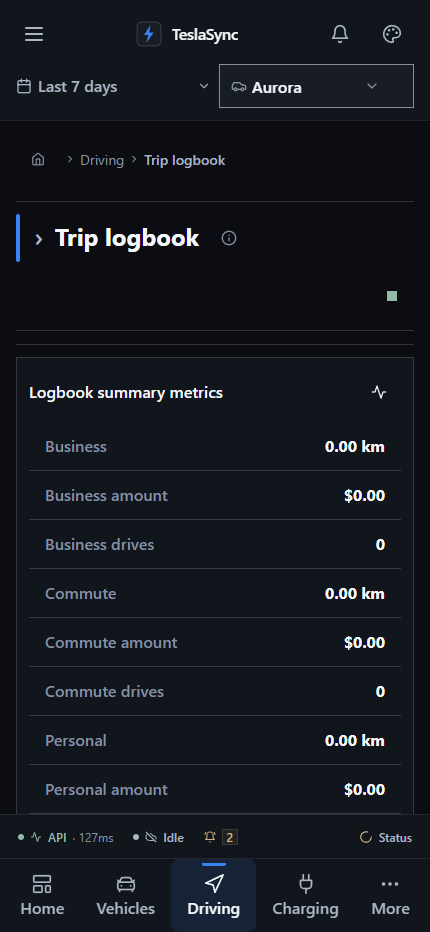 TeslaSync
Last 7 days
Aurora
Driving
Trip logbook
Trip logbook
Logbook summary metrics
Business 0.00 km
Business amount $0.00
Business drives 0
Commute 0.00 km
Commute amount $0.00
Commute drives 0
Personal 0.00 km
Personal amount $0.00
API · 127ms
Idle
2
Status
Home
Vehicles
Driving
Charging
More